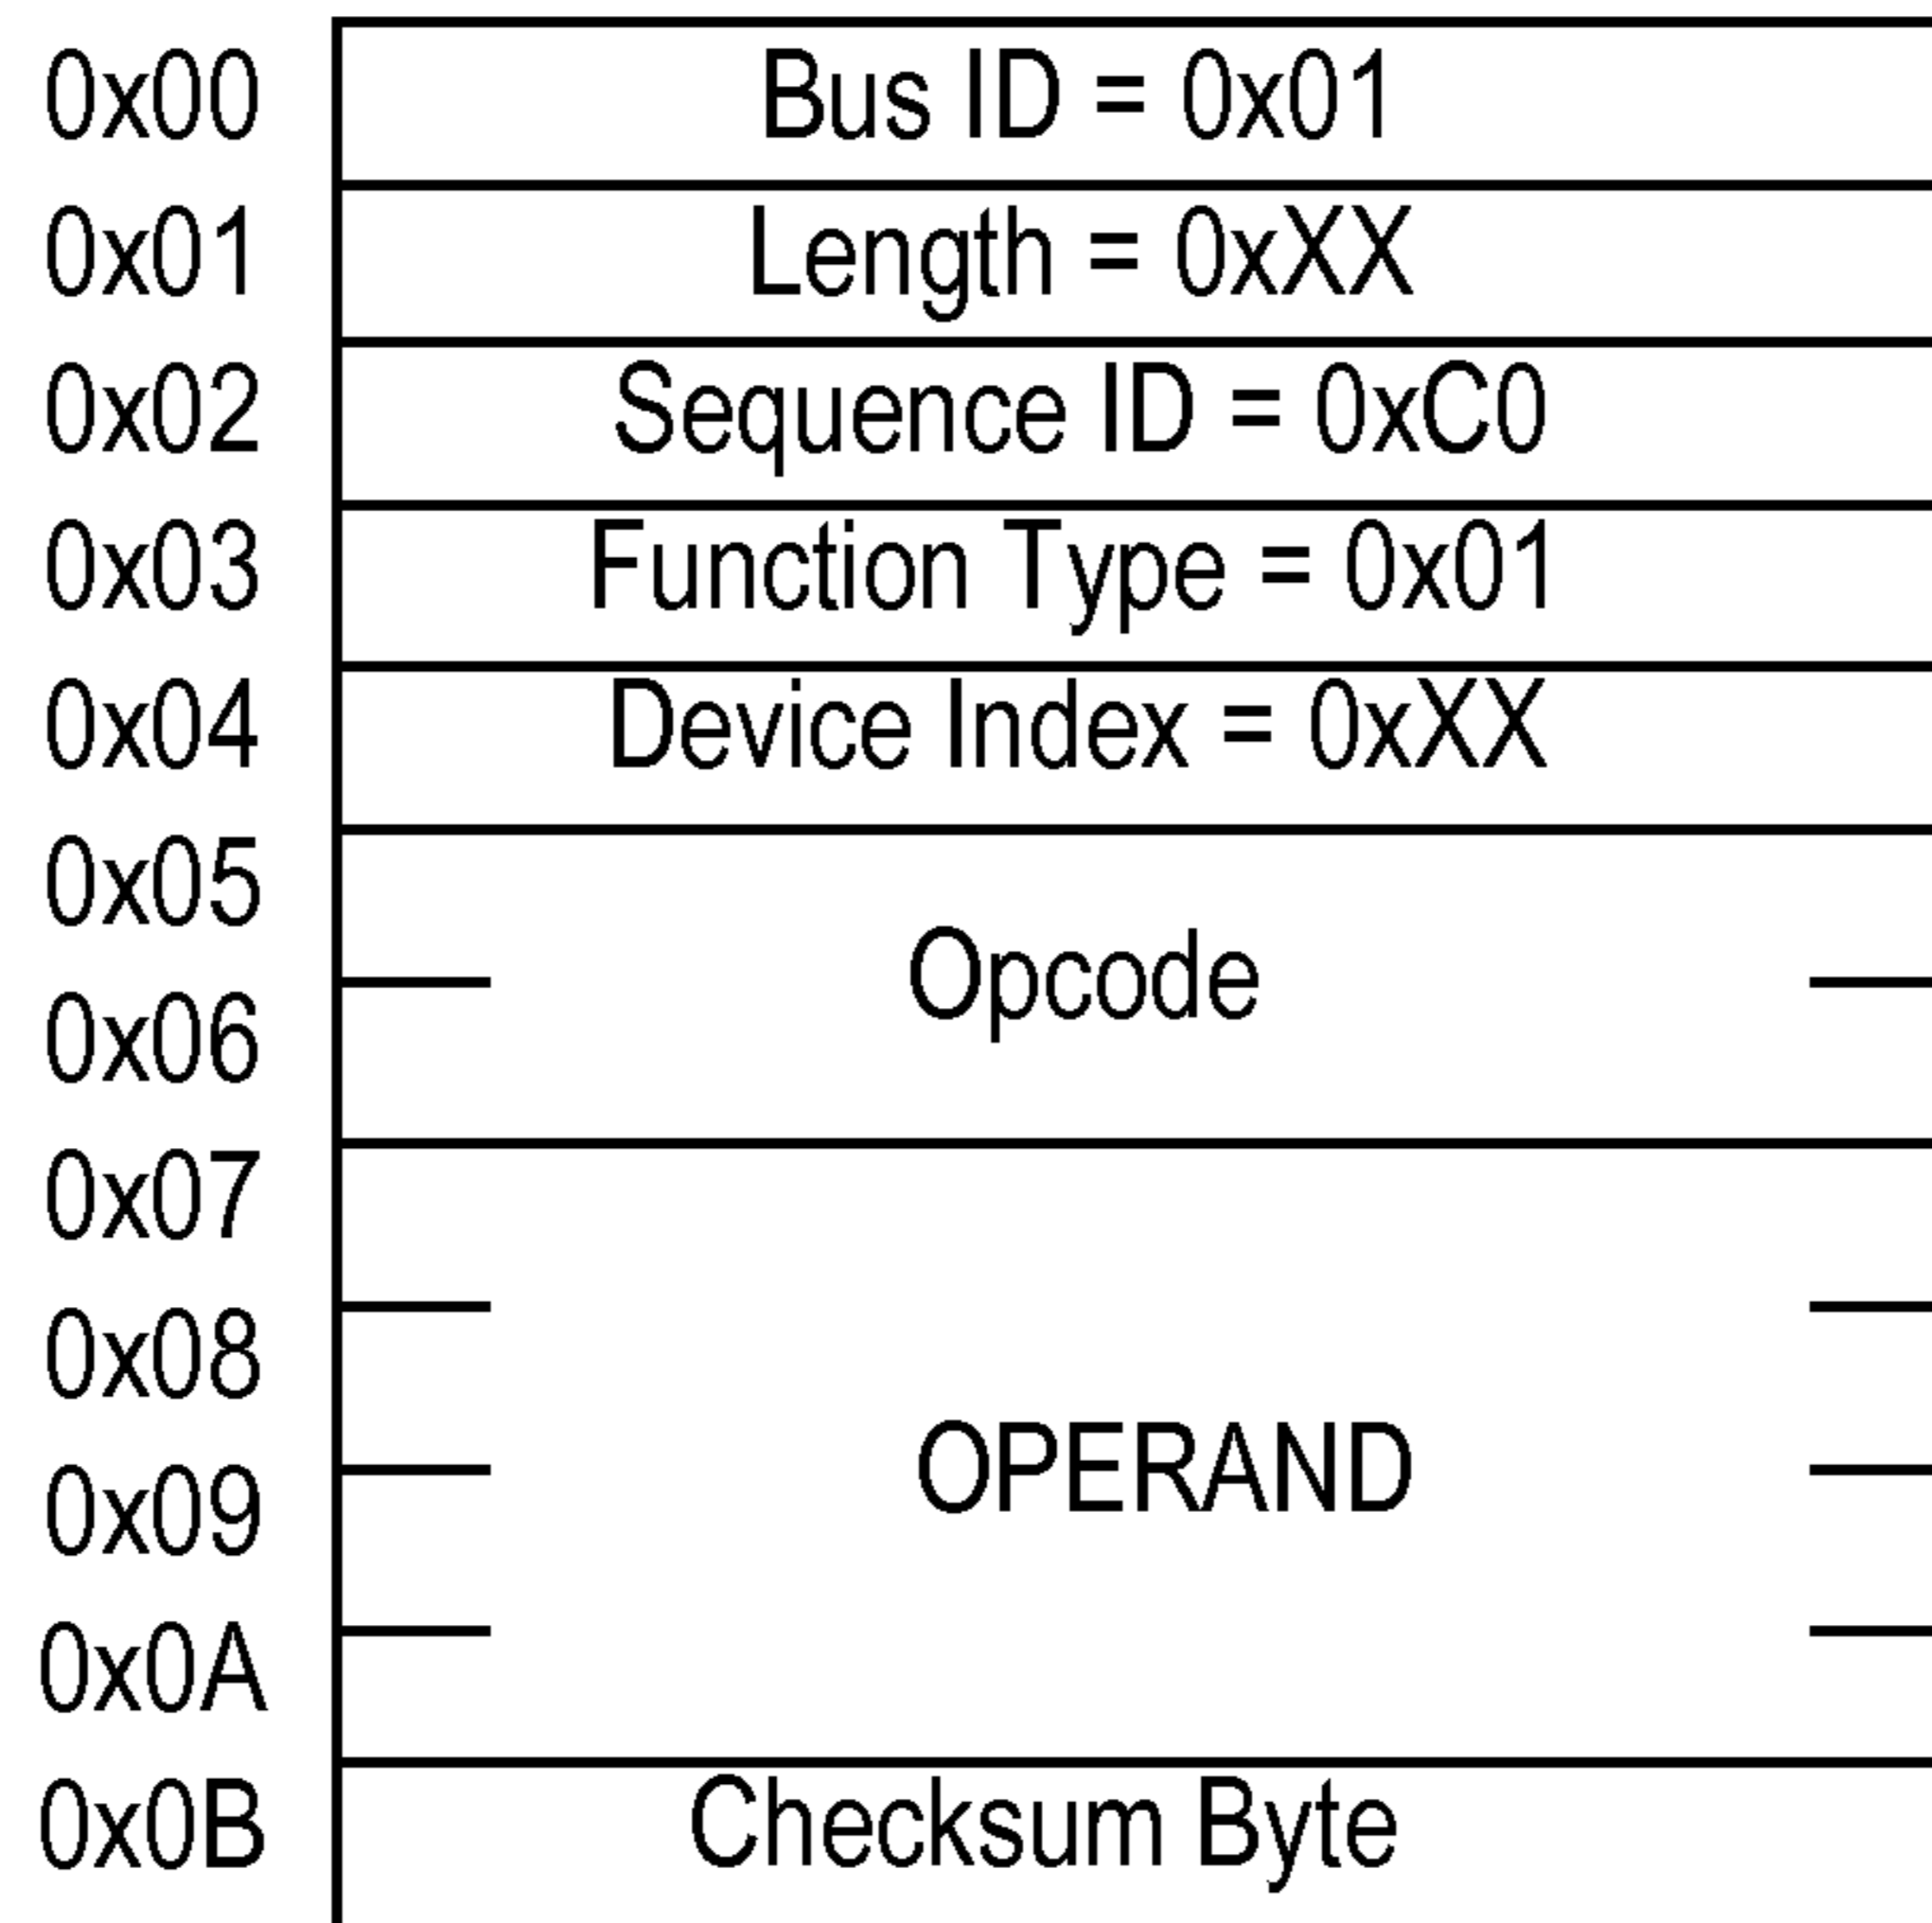 0x00 Bus ID = 0x01
0x01 Length = 0xXX
0x02 Sequence ID = 0xC0
0x03 Function Type = 0x01
0x04 Device Index = 0xXX
0x05
Opcode
0x06
0x07
0x08
OPERAND
0x09
0x0A
0x0B Checksum Byte